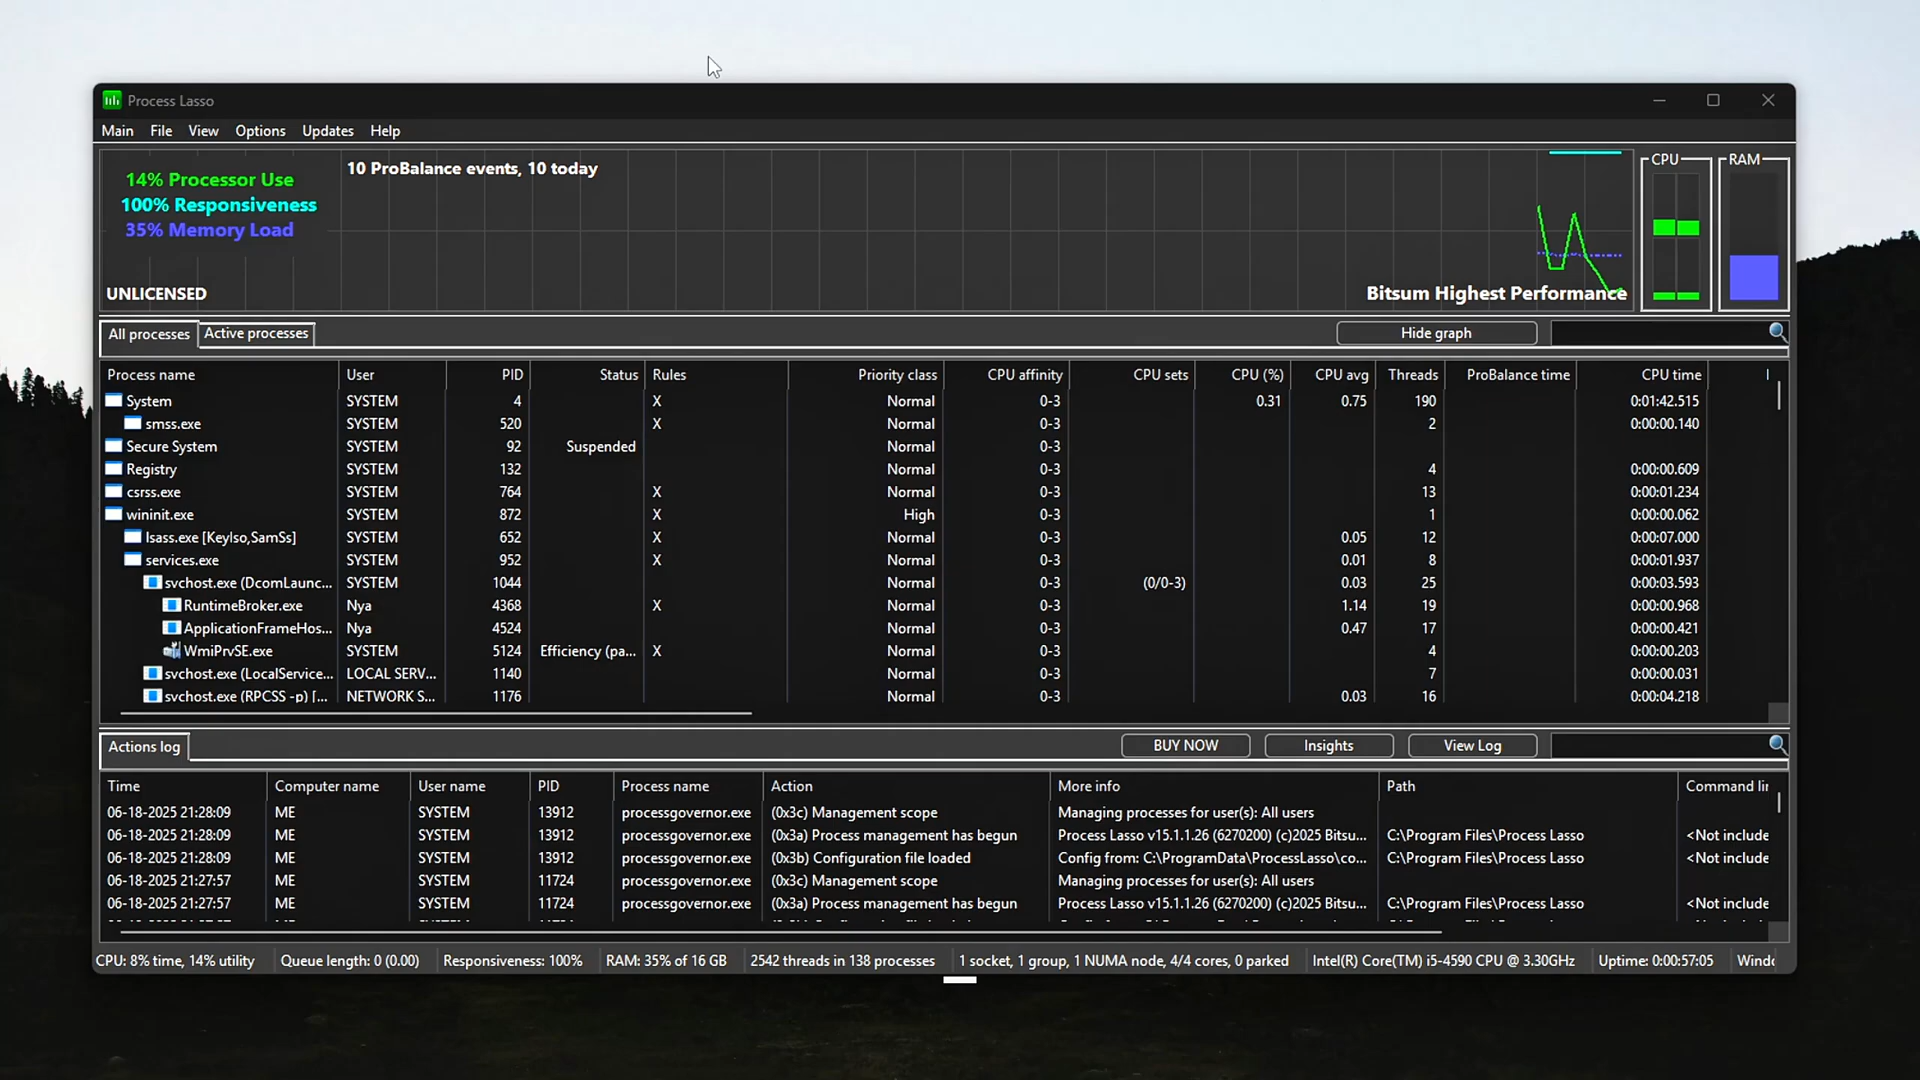 Process Lasso
Main File View Options Updates Help
14% Processor Use
100% Responsiveness
35% Memory Load
10 ProBalance events, 10 today
UNLICENSED
Bitsum Highest Performance
CPU RAM
All processes Active processes Hide graph
Process name User PID Status Rules Priority class CPU affinity CPU sets CPU (%) CPU avg Threads ProBalance time CPU time
System SYSTEM 4 X Normal 0-3 0.31 0.75 190 0:01:42.515
smss.exe SYSTEM 520 X Normal 0-3 2 0:00:00.140
Secure System SYSTEM 92 Suspended Normal 0-3
Registry SYSTEM 132 Normal 0-3 4 0:00:00.609
csrss.exe SYSTEM 764 X Normal 0-3 13 0:00:01.234
wininit.exe SYSTEM 872 X High 0-3 1 0:00:00.062
lsass.exe [KeyIso,SamSs] SYSTEM 652 X Normal 0-3 0.05 12 0:00:07.000
services.exe SYSTEM 952 X Normal 0-3 0.01 8 0:00:01.937
svchost.exe (DcomLaunc... SYSTEM 1044 Normal 0-3 (0/0-3) 0.03 25 0:00:03.593
RuntimeBroker.exe Nya 4368 X Normal 0-3 1.14 19 0:00:00.968
ApplicationFrameHos... Nya 4524 Normal 0-3 0.47 17 0:00:00.421
WmiPrvSE.exe SYSTEM 5124 Efficiency (pa... X Normal 0-3 4 0:00:00.203
svchost.exe (LocalService... LOCAL SERV... 1140 Normal 0-3 7 0:00:00.031
svchost.exe (RPCSS -p) [... NETWORK S... 1176 Normal 0-3 0.03 16 0:00:04.218
Actions log BUY NOW Insights View Log
Time Computer name User name PID Process name Action More info Path Command lin
06-18-2025 21:28:09 ME SYSTEM 13912 processgovernor.exe (0x3c) Management scope Managing processes for user(s): All users
06-18-2025 21:28:09 ME SYSTEM 13912 processgovernor.exe (0x3a) Process management has begun Process Lasso v15.1.1.26 (6270200) (c)2025 Bitsu... C:\Program Files\Process Lasso <Not include
06-18-2025 21:28:09 ME SYSTEM 13912 processgovernor.exe (0x3b) Configuration file loaded Config from: C:\ProgramData\ProcessLasso\co... C:\Program Files\Process Lasso <Not include
06-18-2025 21:27:57 ME SYSTEM 11724 processgovernor.exe (0x3c) Management scope Managing processes for user(s): All users
06-18-2025 21:27:57 ME SYSTEM 11724 processgovernor.exe (0x3a) Process management has begun Process Lasso v15.1.1.26 (6270200) (c)2025 Bitsu... C:\Program Files\Process Lasso <Not include
CPU: 8% time, 14% utility Queue length: 0 (0.00) Responsiveness: 100% RAM: 35% of 16 GB 2542 threads in 138 processes 1 socket, 1 group, 1 NUMA node, 4/4 cores, 0 parked Intel(R) Core(TM) i5-4590 CPU @ 3.30GHz Uptime: 0:00:57:05 Windo